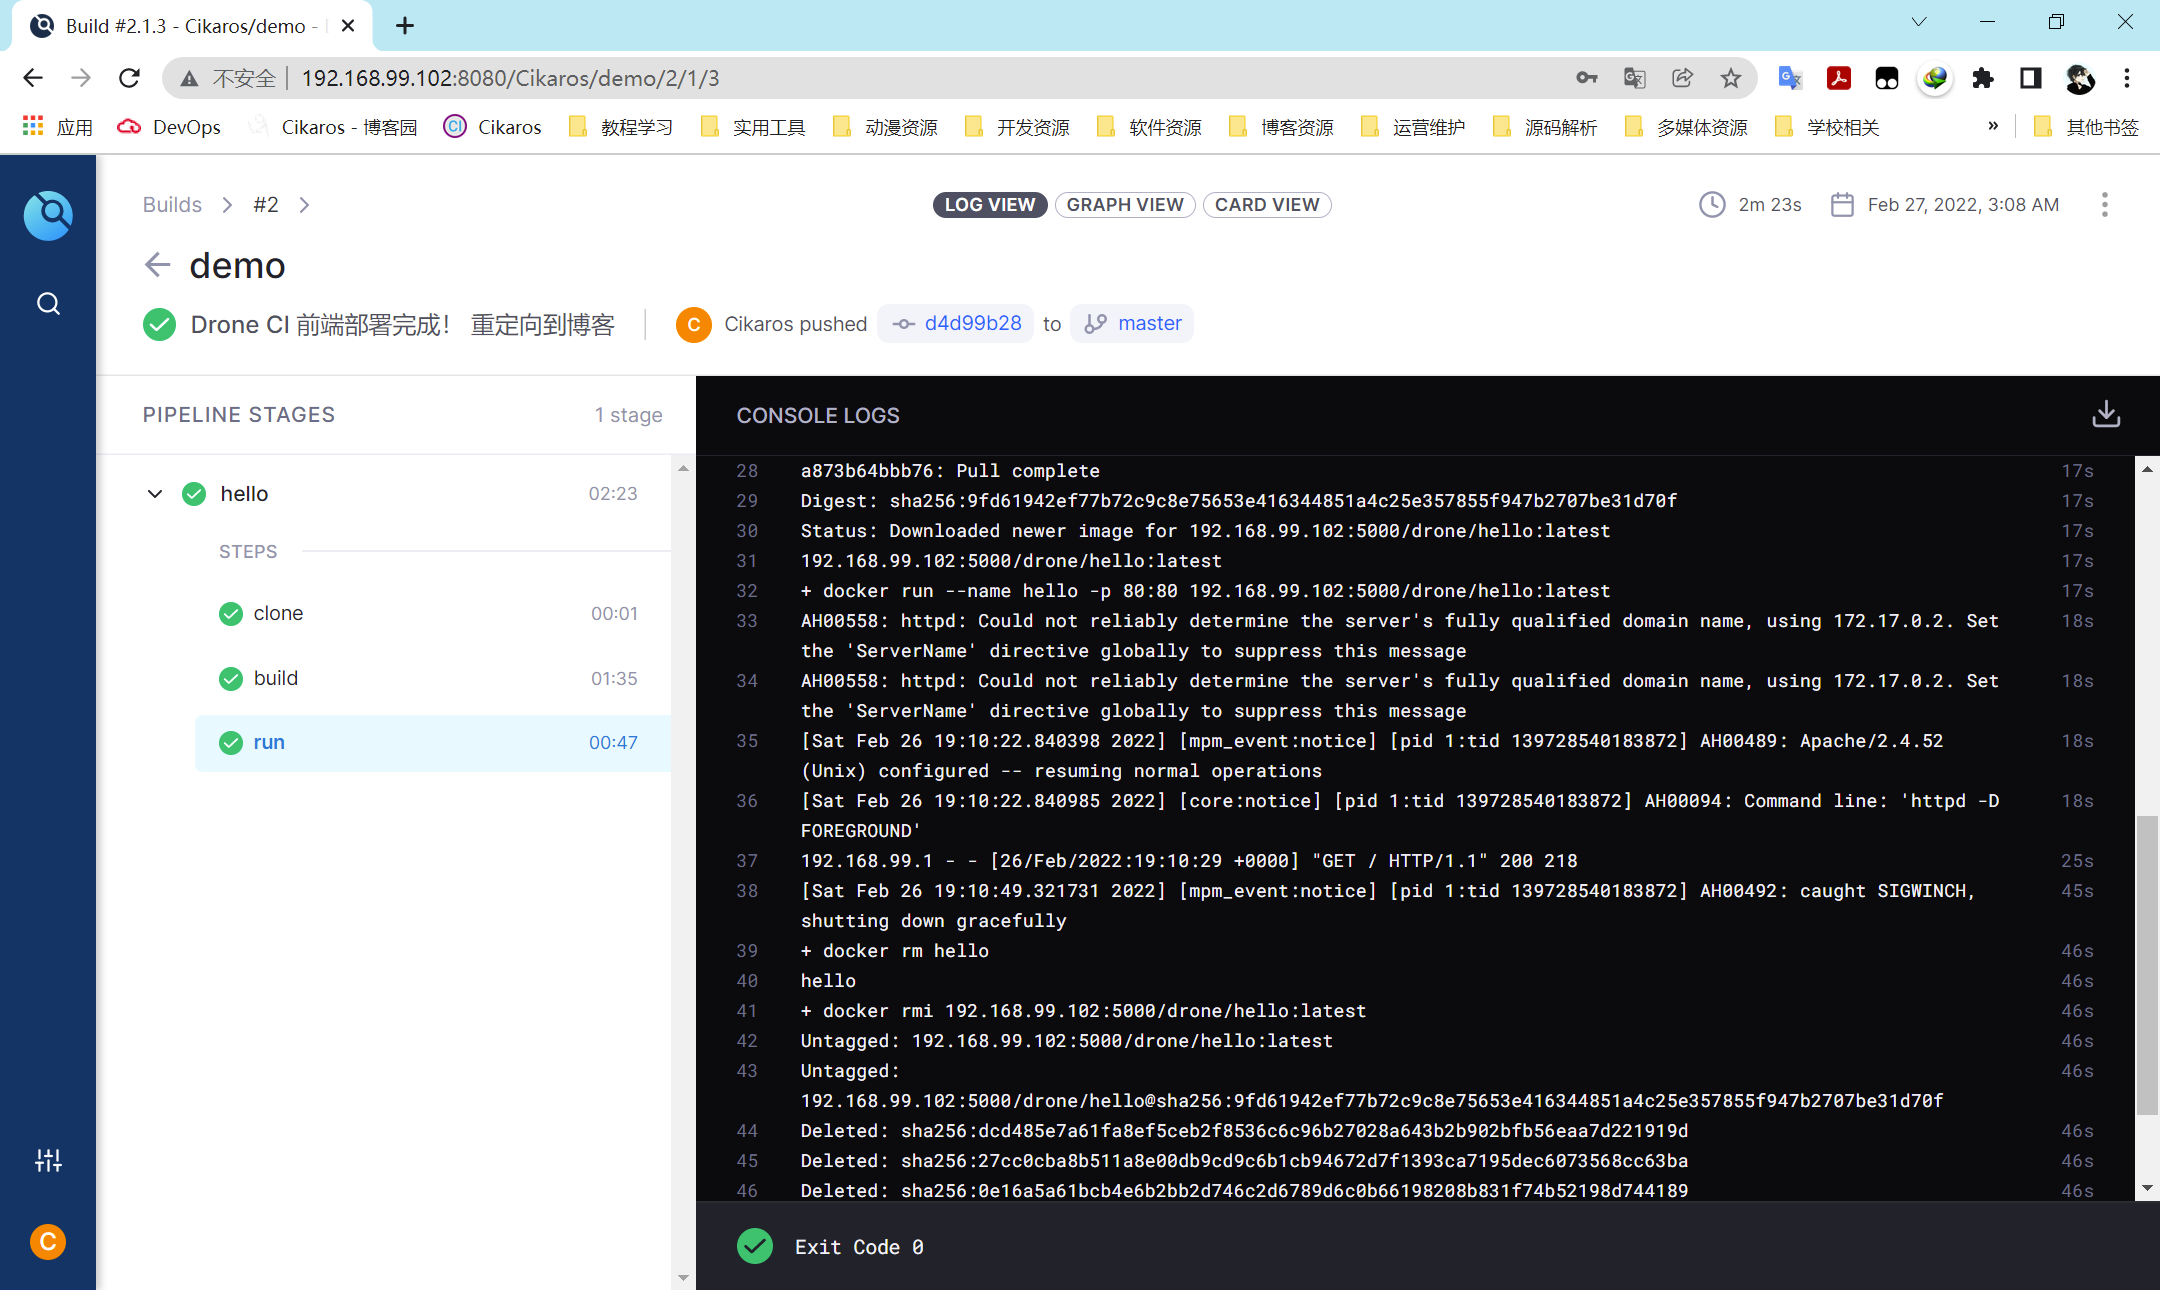 Build #2.1.3 - Cikaros/demo -
不安全 192.168.99.102:8080/Cikaros/demo/2/1/3
应用 DevOps Cikaros - 博客园 CI Cikaros 教程学习 实用工具 动漫资源 开发资源 软件资源 博客资源 运营维护 源码解析 多媒体资源 学校相关 » 其他书签
Builds #2 LOG VIEW GRAPH VIEW CARD VIEW 2m 23s Feb 27, 2022, 3:08 AM
demo
Drone CI 前端部署完成！ 重定向到博客 C Cikaros pushed d4d99b28 to master
PIPELINE STAGES 1 stage
hello 02:23
STEPS
clone 00:01
build 01:35
run 00:47
C
CONSOLE LOGS
28 a873b64bbb76: Pull complete 17s
29 Digest: sha256:9fd61942ef77b72c9c8e75653e416344851a4c25e357855f947b2707be31d70f 17s
30 Status: Downloaded newer image for 192.168.99.102:5000/drone/hello:latest 17s
31 192.168.99.102:5000/drone/hello:latest 17s
32 + docker run --name hello -p 80:80 192.168.99.102:5000/drone/hello:latest 17s
33 AH00558: httpd: Could not reliably determine the server's fully qualified domain name, using 172.17.0.2. Set 18s
the 'ServerName' directive globally to suppress this message
34 AH00558: httpd: Could not reliably determine the server's fully qualified domain name, using 172.17.0.2. Set 18s
the 'ServerName' directive globally to suppress this message
35 [Sat Feb 26 19:10:22.840398 2022] [mpm_event:notice] [pid 1:tid 139728540183872] AH00489: Apache/2.4.52 18s
(Unix) configured -- resuming normal operations
36 [Sat Feb 26 19:10:22.840985 2022] [core:notice] [pid 1:tid 139728540183872] AH00094: Command line: 'httpd -D 18s
FOREGROUND'
37 192.168.99.1 - - [26/Feb/2022:19:10:29 +0000] "GET / HTTP/1.1" 200 218 25s
38 [Sat Feb 26 19:10:49.321731 2022] [mpm_event:notice] [pid 1:tid 139728540183872] AH00492: caught SIGWINCH, 45s
shutting down gracefully
39 + docker rm hello 46s
40 hello 46s
41 + docker rmi 192.168.99.102:5000/drone/hello:latest 46s
42 Untagged: 192.168.99.102:5000/drone/hello:latest 46s
43 Untagged: 46s
192.168.99.102:5000/drone/hello@sha256:9fd61942ef77b72c9c8e75653e416344851a4c25e357855f947b2707be31d70f
44 Deleted: sha256:dcd485e7a61fa8ef5ceb2f8536c6c96b27028a643b2b902bfb56eaa7d221919d 46s
45 Deleted: sha256:27cc0cba8b511a8e00db9cd9c6b1cb94672d7f1393ca7195dec6073568cc63ba 46s
46 Deleted: sha256:0e16a5a61bcb4e6b2bb2d746c2d6789d6c0b66198208b831f74b52198d744189 46s
Exit Code 0